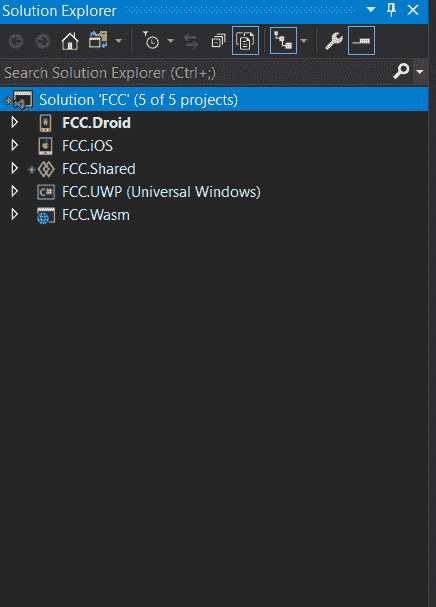 Solution Explorer
Search Solution Explorer (Ctrl+;)
Solution 'FCC' (5 of 5 projects)
FCC.Droid
FCC.iOS
FCC.Shared
C# FCC.UWP (Universal Windows)
FCC.Wasm